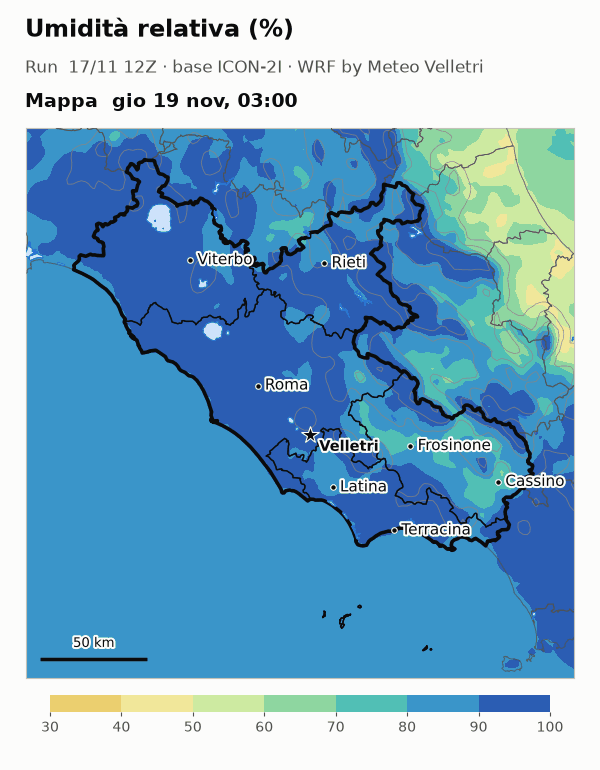 Umidità relativa (%)
Run  17/11 12Z · base ICON-2I · WRF by Meteo Velletri
Mappa  gio 19 nov, 03:00
Viterbo
Rieti
Roma
Velletri
Frosinone
Latina
Cassino
Terracina
50 km
30 40 50 60 70 80 90 100